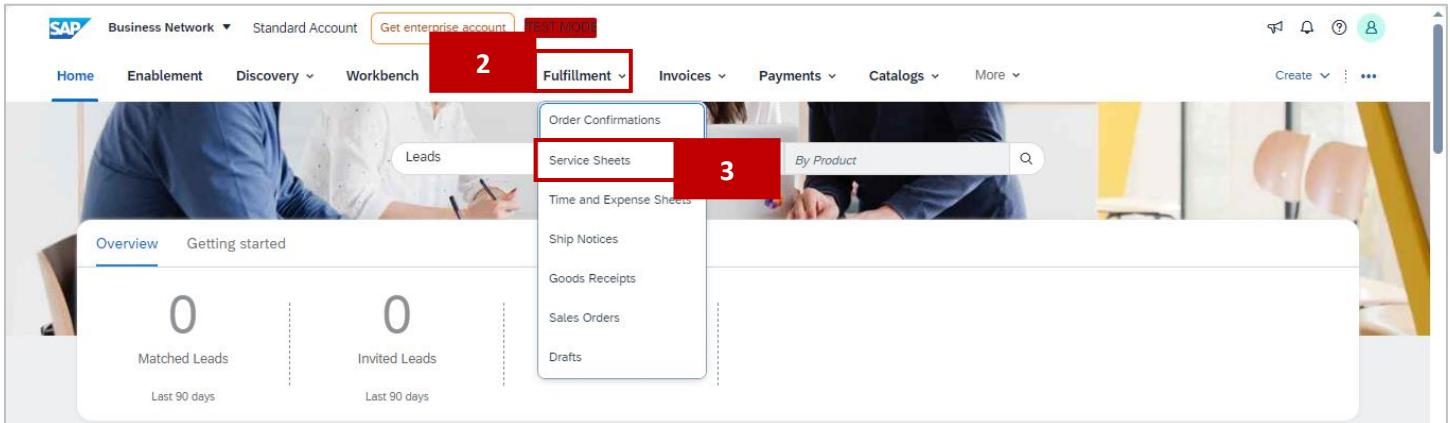 SAP Business Network Standard Account Get enterprise account TEST MODE
Home Enablement Discovery Workbench 2 Fulfillment Invoices Payments Catalogs More Create
Order Confirmations
Leads Service Sheets 3 By Product
Time and Expense Sheets
Overview Getting started Ship Notices
Goods Receipts
0 0 Sales Orders
Matched Leads Invited Leads Drafts
Last 90 days Last 90 days